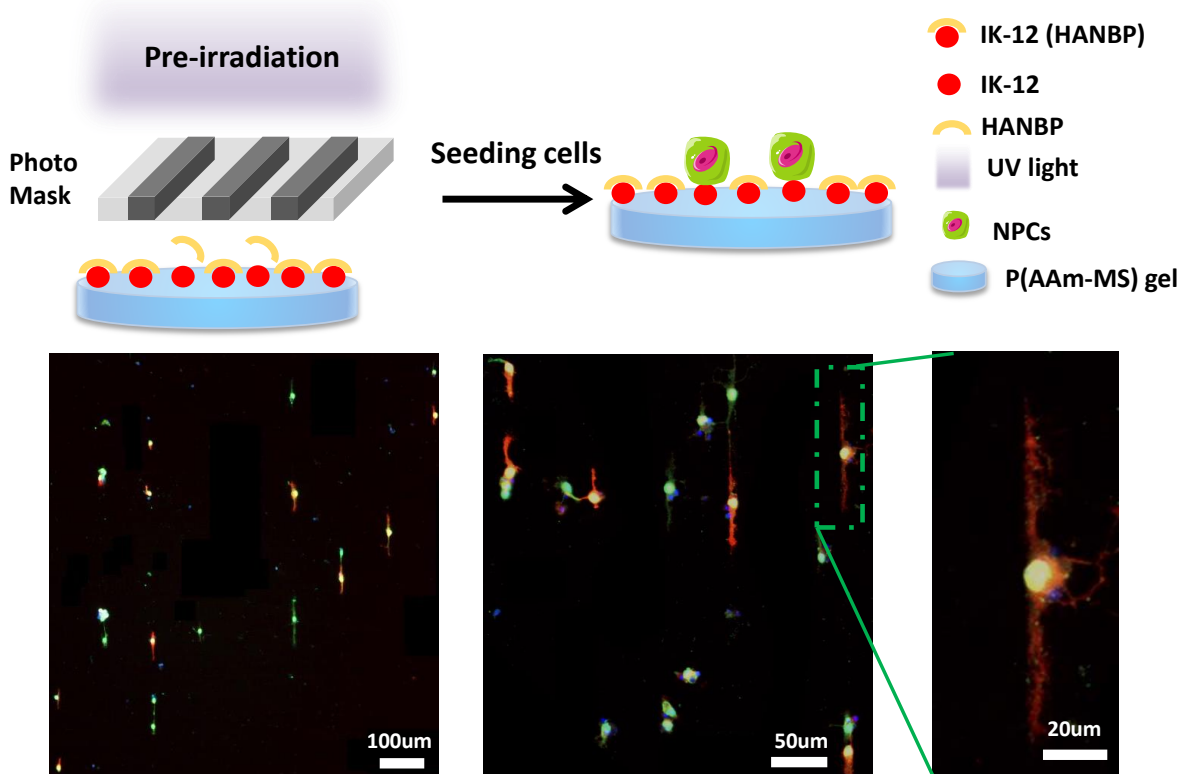 Pre-irradiation
Photo
Mask
Seeding cells
IK-12 (HANBP)
IK-12
HANBP
UV light
NPCs
P(AAm-MS) gel
100um
50um
20um